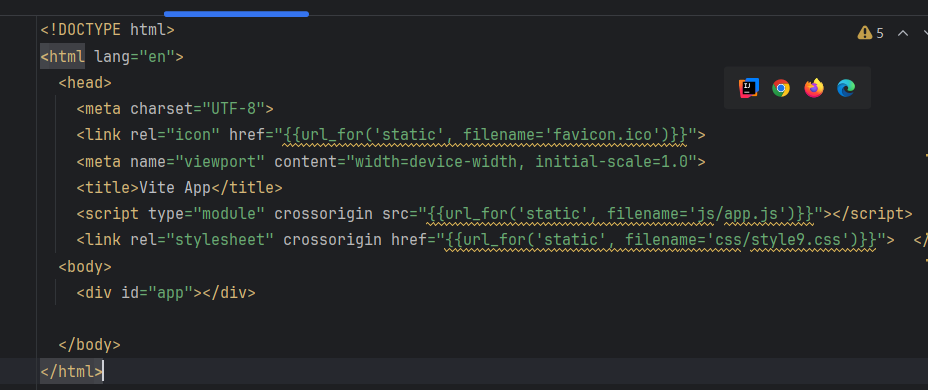 <!DOCTYPE html>
5
<html lang="en">
<head>
<meta charset="UTF-8">
<link rel="icon" href="{{url_for('static', filename='favicon.ico')}}">
<meta name="viewport" content="width=device-width, initial-scale=1.0">
<title>Vite App</title>
<script type="module" crossorigin src="{{url_for('static', filename='js/app.js')}}"></script>
<link rel="stylesheet" crossorigin href="{{url_for('static', filename='css/style9.css')}}"> </
<body>
<div id="app"></div>
</body>
</html>